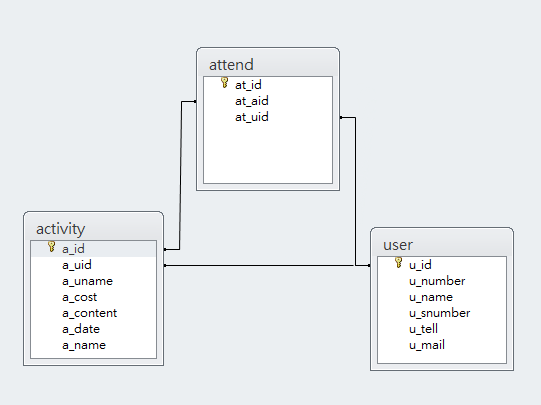 attend
at_id
at_aid
at_uid
activity
a_id
a_uid
a_uname
a_cost
a_content
a_date
a_name
user
u_id
u_number
u_name
u_snumber
u_tell
u_mail